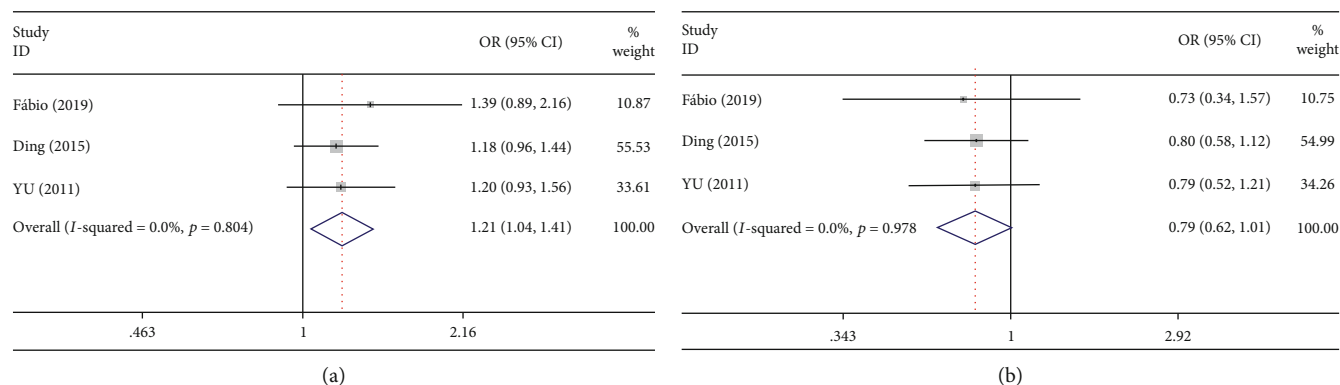 Study
ID
OR (95% CI)
%
weight
Fábio (2019)
1.39 (0.89, 2.16)
10.87
Ding (2015)
1.18 (0.96, 1.44)
55.53
YU (2011)
1.20 (0.93, 1.56)
33.61
Overall (I-squared = 0.0%, p = 0.804)
1.21 (1.04, 1.41)
100.00
.463
1
2.16
(a)
Study
ID
OR (95% CI)
%
weight
Fábio (2019)
0.73 (0.34, 1.57)
10.75
Ding (2015)
0.80 (0.58, 1.12)
54.99
YU (2011)
0.79 (0.52, 1.21)
34.26
Overall (I-squared = 0.0%, p = 0.978
0.79 (0.62, 1.01)
100.00
.343
1
2.92
(b)